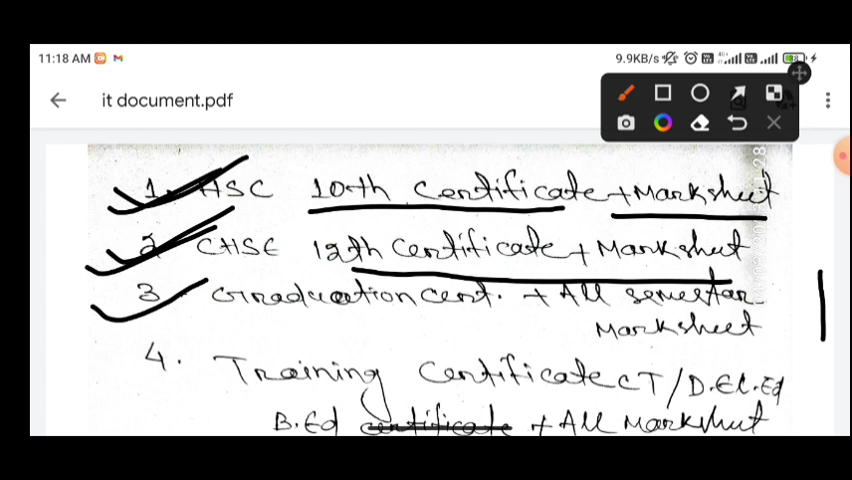 11:18 AM
9.9KB/s
it document.pdf
1. HSC 10th Certificate + Marksheet
2 CHSE 12th Certificate + Marksheet
3 Graduation Cert. + All semestar
Marksheet
4. Training Certificate CT/D.El.Ed
B.Ed certificate + All Marksheet